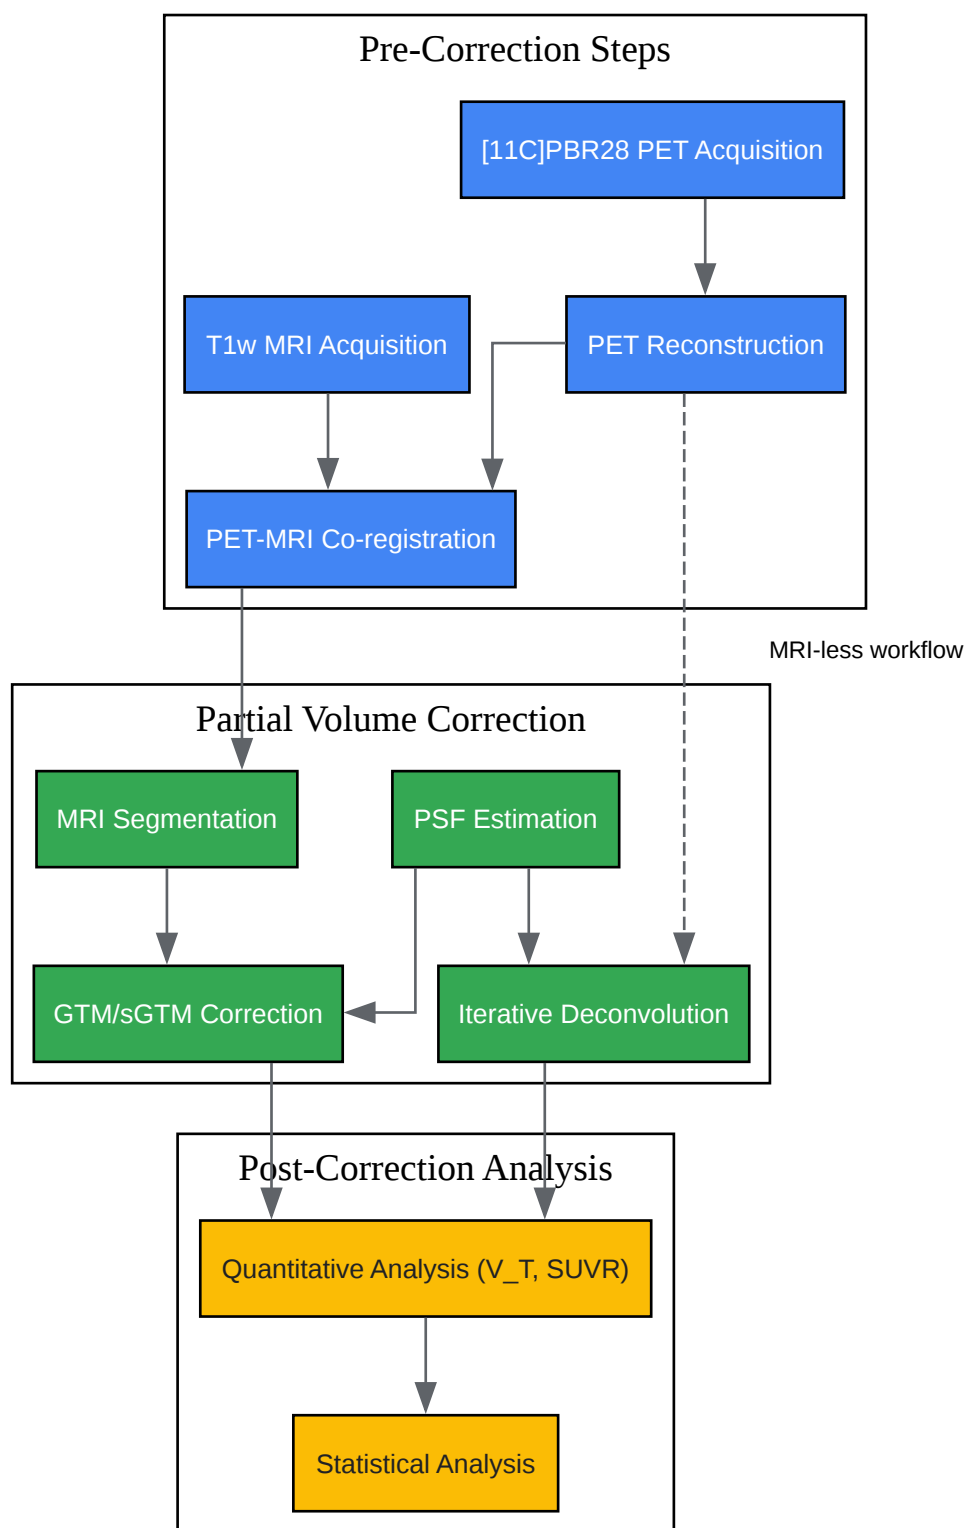 Pre-Correction Steps
[11C]PBR28 PET Acquisition
T1w MRI Acquisition
PET Reconstruction
PET-MRI Co-registration
MRI-less workflow
Partial Volume Correction
MRI Segmentation
PSF Estimation
GTM/sGTM Correction
Iterative Deconvolution
Post-Correction Analysis
Quantitative Analysis (V_T, SUVR)
Statistical Analysis